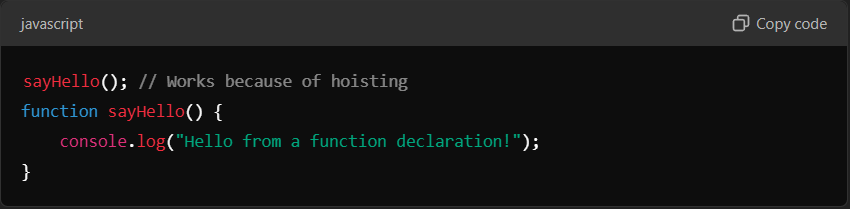 javascript
Copy code
sayHello(); // Works because of hoisting
function sayHello() {
    console.log("Hello from a function declaration!");
}